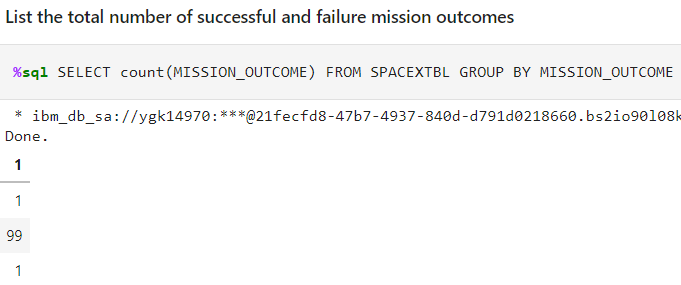 List the total number of successful and failure mission outcomes
%sql SELECT count(MISSION_OUTCOME) FROM SPACEXTBL GROUP BY MISSION_OUTCOME
* ibm_db_sa://ygk14970:***@21fecfd8-47b7-4937-840d-d791d0218660.bs2io90l08k
Done.
1
1
99
1